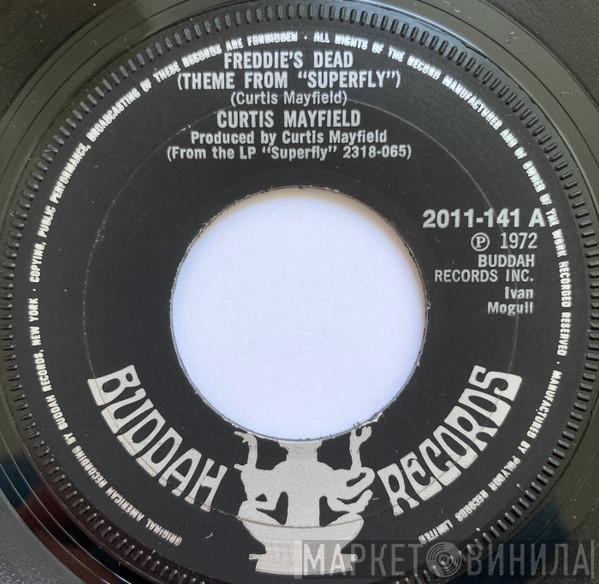 FREDDIE'S DEAD
(THEME FROM "SUPERFLY")
(Curtis Mayfield)
CURTIS MAYFIELD
Produced by Curtis Mayfield
(From the LP "Superfly" 2318-065)
2011-141 A
Ⓟ 1972
BUDDAH
RECORDS INC.
Ivan
Mogull
BUDDAH RECORDS
ORIGINAL AMERICAN RECORDING BY BUDDAH RECORDS, NEW YORK · COPYING, PUBLIC PERFORMANCE, BROADCASTING OF THESE RECORDS ARE FORBIDDEN · ALL RIGHTS OF THE RECORD MANUFACTURER AND OF OWNER OF THE WORK RECORDED RESERVED · MANUFACTURED BY POLYDOR RECORDS LIMITED
МАРКЕТ ВИНИЛА